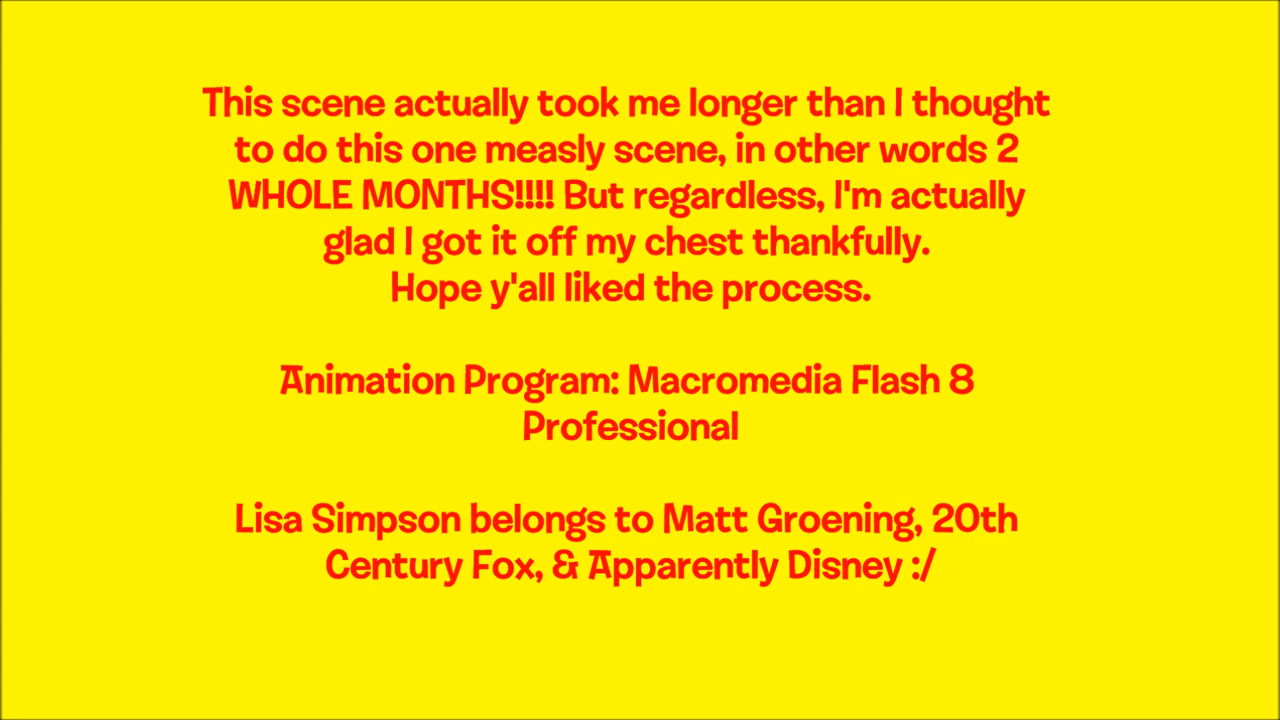 This scene actually took me longer than I thought
to do this one measly scene, in other words 2
WHOLE MONTHS!!!! But regardless, I'm actually
glad I got it off my chest thankfully.
Hope y'all liked the process.
Animation Program: Macromedia Flash 8
Professional
Lisa Simpson belongs to Matt Groening, 20th
Century Fox, & Apparently Disney :/